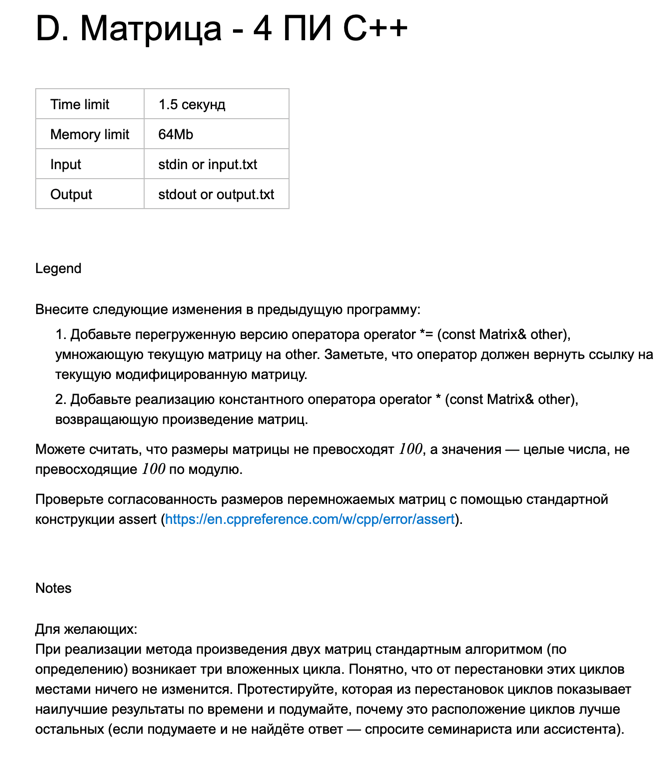 D. Матрица - 4 ПИ C++
Time limit 1.5 секунд
Memory limit 64Mb
Input stdin or input.txt
Output stdout or output.txt
Legend
Внесите следующие изменения в предыдущую программу:
1. Добавьте перегруженную версию оператора operator *= (const Matrix& other),
умножающую текущую матрицу на other. Заметьте, что оператор должен вернуть ссылку на
текущую модифицированную матрицу.
2. Добавьте реализацию константного оператора operator * (const Matrix& other),
возвращающую произведение матриц.
Можете считать, что размеры матрицы не превосходят 100, а значения — целые числа, не
превосходящие 100 по модулю.
Проверьте согласованность размеров перемножаемых матриц с помощью стандартной
конструкции assert (https://en.cppreference.com/w/cpp/error/assert).
Notes
Для желающих:
При реализации метода произведения двух матриц стандартным алгоритмом (по
определению) возникает три вложенных цикла. Понятно, что от перестановки этих циклов
местами ничего не изменится. Протестируйте, которая из перестановок циклов показывает
наилучшие результаты по времени и подумайте, почему это расположение циклов лучше
остальных (если подумаете и не найдёте ответ — спросите семинариста или ассистента).